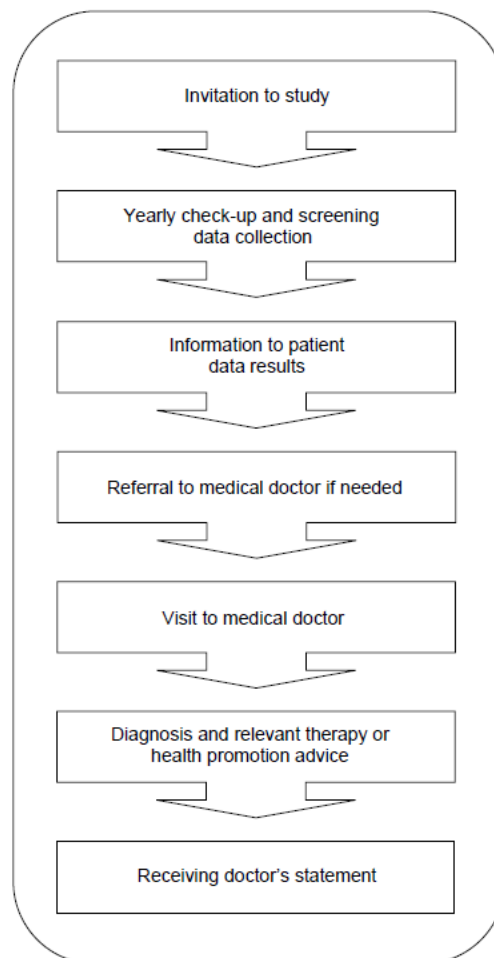 Invitation to study
Yearly check-up and screening
data collection
Information to patient
data results
Referral to medical doctor if needed
Visit to medical doctor
Diagnosis and relevant therapy or
health promotion advice
Receiving doctor's statement